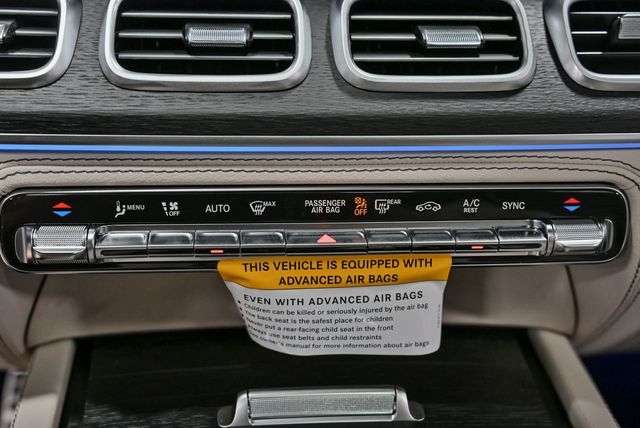 MENU OFF AUTO MAX PASSENGER AIR BAG OFF REAR A/C REST SYNC
THIS VEHICLE IS EQUIPPED WITH
ADVANCED AIR BAGS
EVEN WITH ADVANCED AIR BAGS
• Children can be killed or seriously injured by the air bag
• The back seat is the safest place for children
• Never put a rear-facing child seat in the front
• Always use seat belts and child restraints
owner's manual for more information about air bags